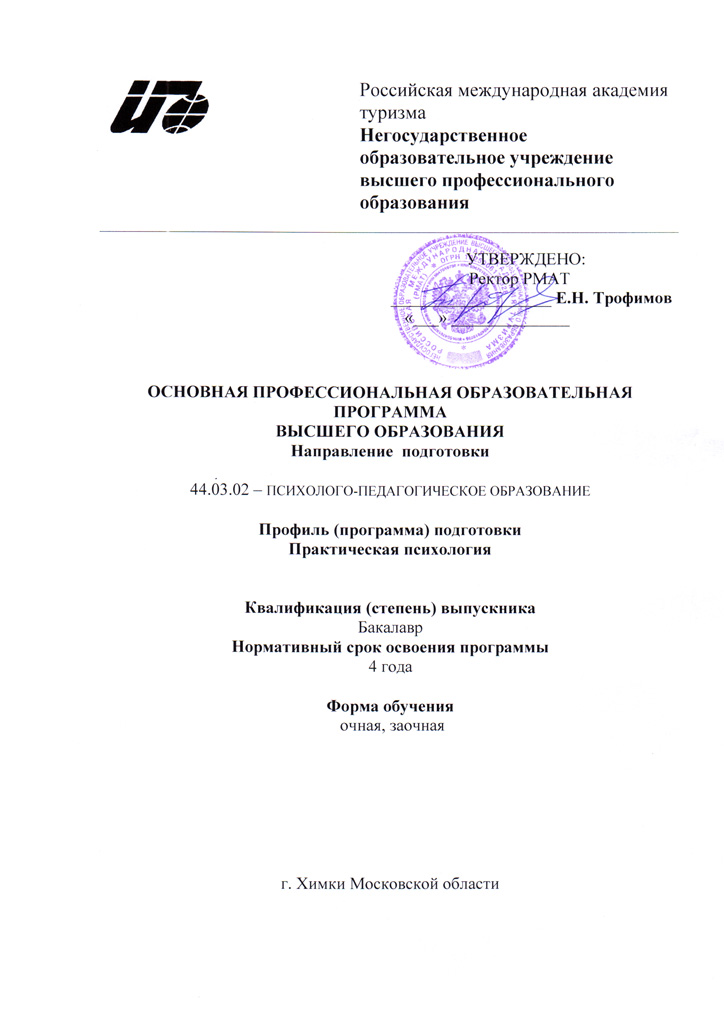 Российская международная академия
туризма
Негосударственное
образовательное учреждение
высшего профессионального
образования
УТВЕРЖДЕНО:
Ректор РМАТ
Е.Н. Трофимов
«___» ______________
ОСНОВНАЯ ПРОФЕССИОНАЛЬНАЯ ОБРАЗОВАТЕЛЬНАЯ
ПРОГРАММА
ВЫСШЕГО ОБРАЗОВАНИЯ
Направление подготовки
44.03.02 – ПСИХОЛОГО-ПЕДАГОГИЧЕСКОЕ ОБРАЗОВАНИЕ
Профиль (программа) подготовки
Практическая психология
Квалификация (степень) выпускника
Бакалавр
Нормативный срок освоения программы
4 года
Форма обучения
очная, заочная
г. Химки Московской области